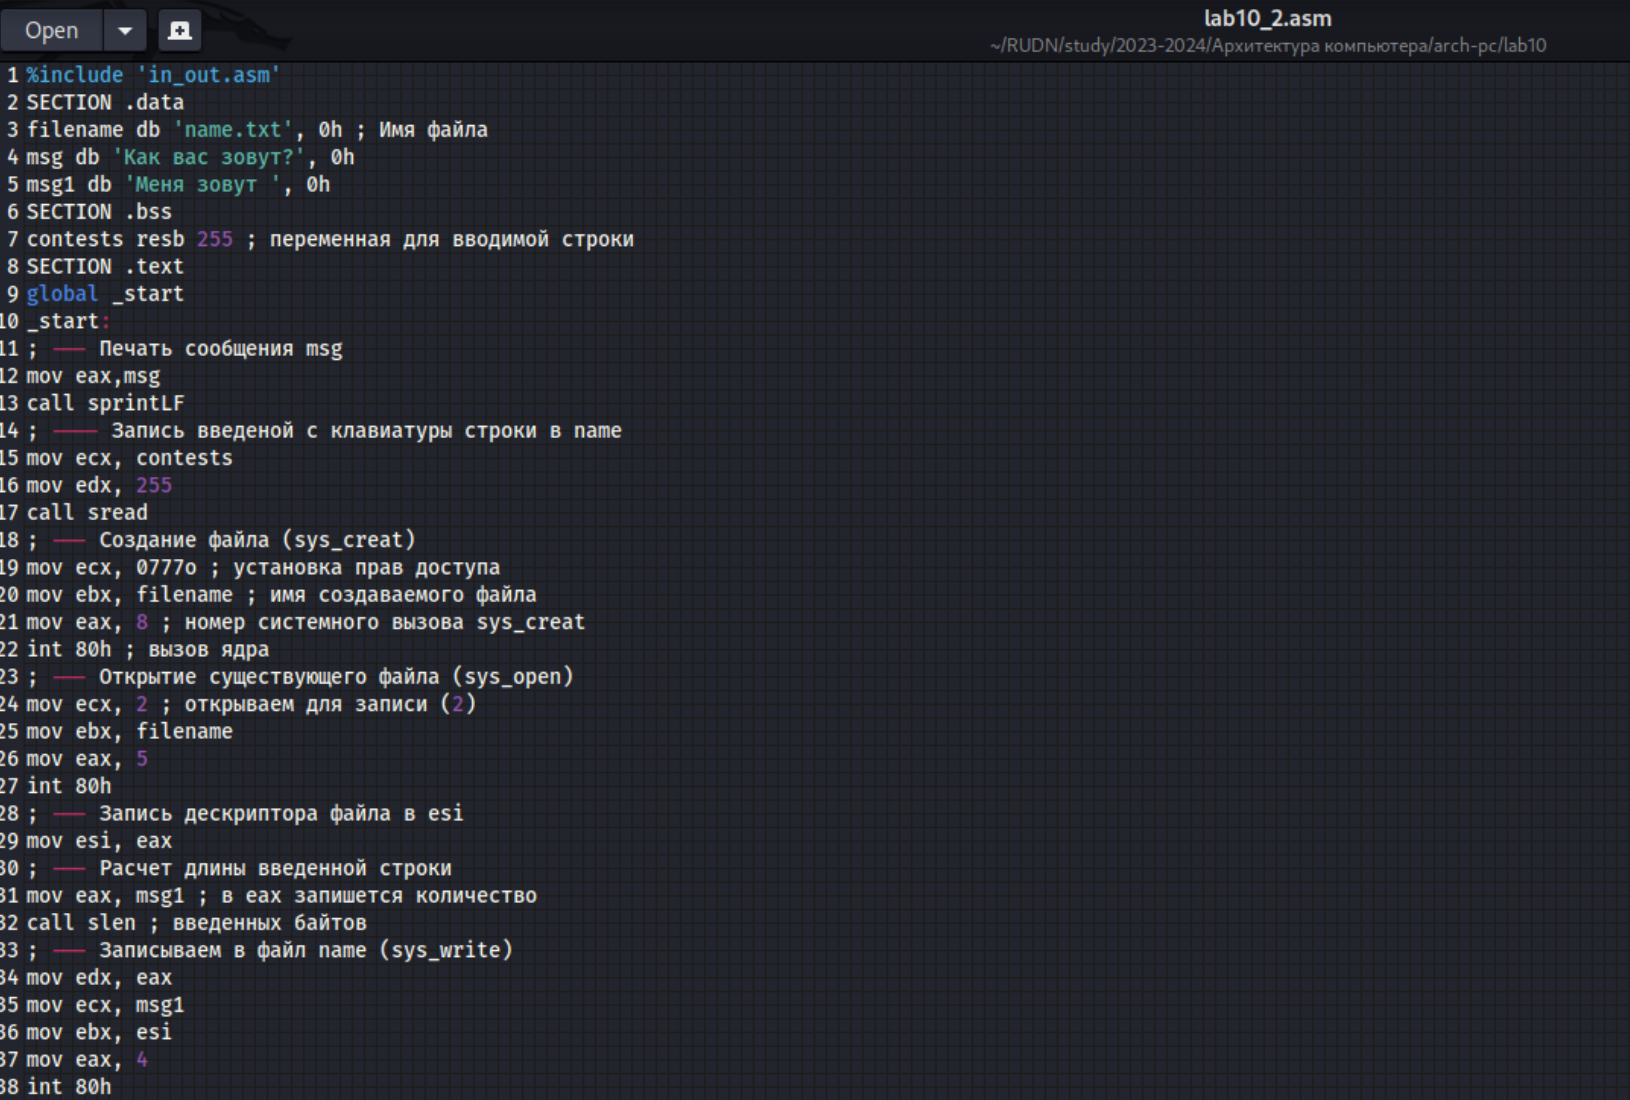 Open
lab10_2.asm
~/RUDN/study/2023-2024/Архитектура компьютера/arch-pc/lab10
1 %include 'in_out.asm'
2 SECTION .data
3 filename db 'name.txt', 0h ; Имя файла
4 msg db 'Как вас зовут?', 0h
5 msg1 db 'Меня зовут ', 0h
6 SECTION .bss
7 contests resb 255 ; переменная для вводимой строки
8 SECTION .text
9 global _start
10 _start:
11 ; --- Печать сообщения msg
12 mov eax,msg
13 call sprintLF
14 ; ---- Запись введеной с клавиатуры строки в name
15 mov ecx, contests
16 mov edx, 255
17 call sread
18 ; --- Создание файла (sys_creat)
19 mov ecx, 0777o ; установка прав доступа
20 mov ebx, filename ; имя создаваемого файла
21 mov eax, 8 ; номер системного вызова sys_creat
22 int 80h ; вызов ядра
23 ; --- Открытие существующего файла (sys_open)
24 mov ecx, 2 ; открываем для записи (2)
25 mov ebx, filename
26 mov eax, 5
27 int 80h
28 ; --- Запись дескриптора файла в esi
29 mov esi, eax
30 ; --- Расчет длины введенной строки
31 mov eax, msg1 ; в eax запишется количество
32 call slen ; введенных байтов
33 ; --- Записываем в файл name (sys_write)
34 mov edx, eax
35 mov ecx, msg1
36 mov ebx, esi
37 mov eax, 4
38 int 80h